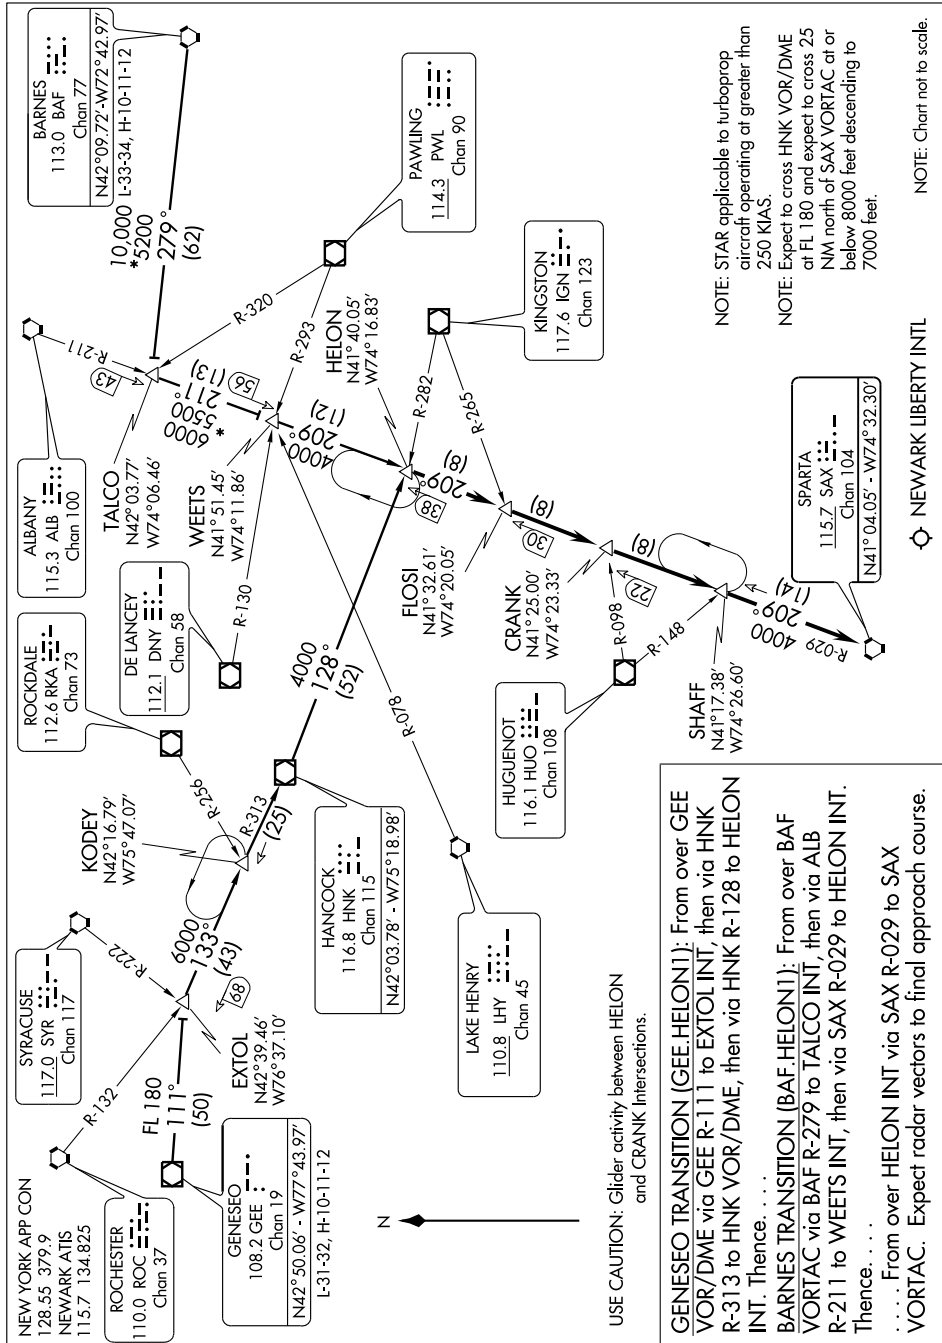 NEW YORK APP CON
128.55 379.9
NEWARK ATIS
115.7 134.825
ROCHESTER
110.0 ROC
Chan 37
SYRACUSE
117.0 SYR
Chan 117
ROCKDALE
112.6 RKA
Chan 73
DE LANCEY
112.1 DNY
Chan 58
ALBANY
115.3 ALB
Chan 100
BARNES
113.0 BAF
Chan 77
N42°09.72'-W72°42.97'
L-33-34, H-10-11-12
GENESEO
108.2 GEE
Chan 19
N42°50.06' - W77°43.97'
L-31-32, H-10-11-12
R-132
R-222
FL 180
111°
(50)
EXTOL
N42°39.46'
W76°37.10'
68
6000
133°
(43)
KODEY
N42°16.79'
W75°47.07'
R-256
R-313
(25)
HANCOCK
116.8 HNK
Chan 115
N42°03.78' - W75°18.98'
4000
128°
(52)
R-130
R-078
LAKE HENRY
110.8 LHY
Chan 45
TALCO
N42°03.77'
W74°06.46'
R-211
43
10,000
*5200
279°
(62)
R-320
6000
*5500
211°
(13)
WEETS
N41°51.45'
W74°11.86'
56
R-293
PAWLING
114.3 PWL
Chan 90
4000
209°
(12)
HELON
N41°40.05'
W74°16.83'
38
R-282
KINGSTON
117.6 IGN
Chan 123
209°
(8)
R-265
FLOSI
N41°32.61'
W74°20.05'
30
(8)
CRANK
N41°25.00'
W74°23.33'
22
(8)
HUGUENOT
116.1 HUO
Chan 108
R-098
R-148
SHAFF
N41°17.38'
W74°26.60'
4000
209°
(14)
R-029
SPARTA
115.7 SAX
Chan 104
N41°04.05' - W74°32.30'
N
USE CAUTION: Glider activity between HELON
and CRANK Intersections.
NOTE: STAR applicable to turboprop
aircraft operating at greater than
250 KIAS.
NOTE: Expect to cross HNK VOR/DME
at FL 180 and expect to cross 25
NM north of SAX VORTAC at or
below 8000 feet descending to
7000 feet.
NEWARK LIBERTY INTL
NOTE: Chart not to scale.
GENESEO TRANSITION (GEE.HELON1): From over GEE
VOR/DME via GEE R-111 to EXTOL INT, then via HNK
R-313 to HNK VOR/DME, then via HNK R-128 to HELON
INT. Thence. . . .
BARNES TRANSITION (BAF.HELON1): From over BAF
VORTAC via BAF R-279 to TALCO INT, then via ALB
R-211 to WEETS INT, then via SAX R-029 to HELON INT.
Thence. . . .
. . . . From over HELON INT via SAX R-029 to SAX
VORTAC. Expect radar vectors to final approach course.